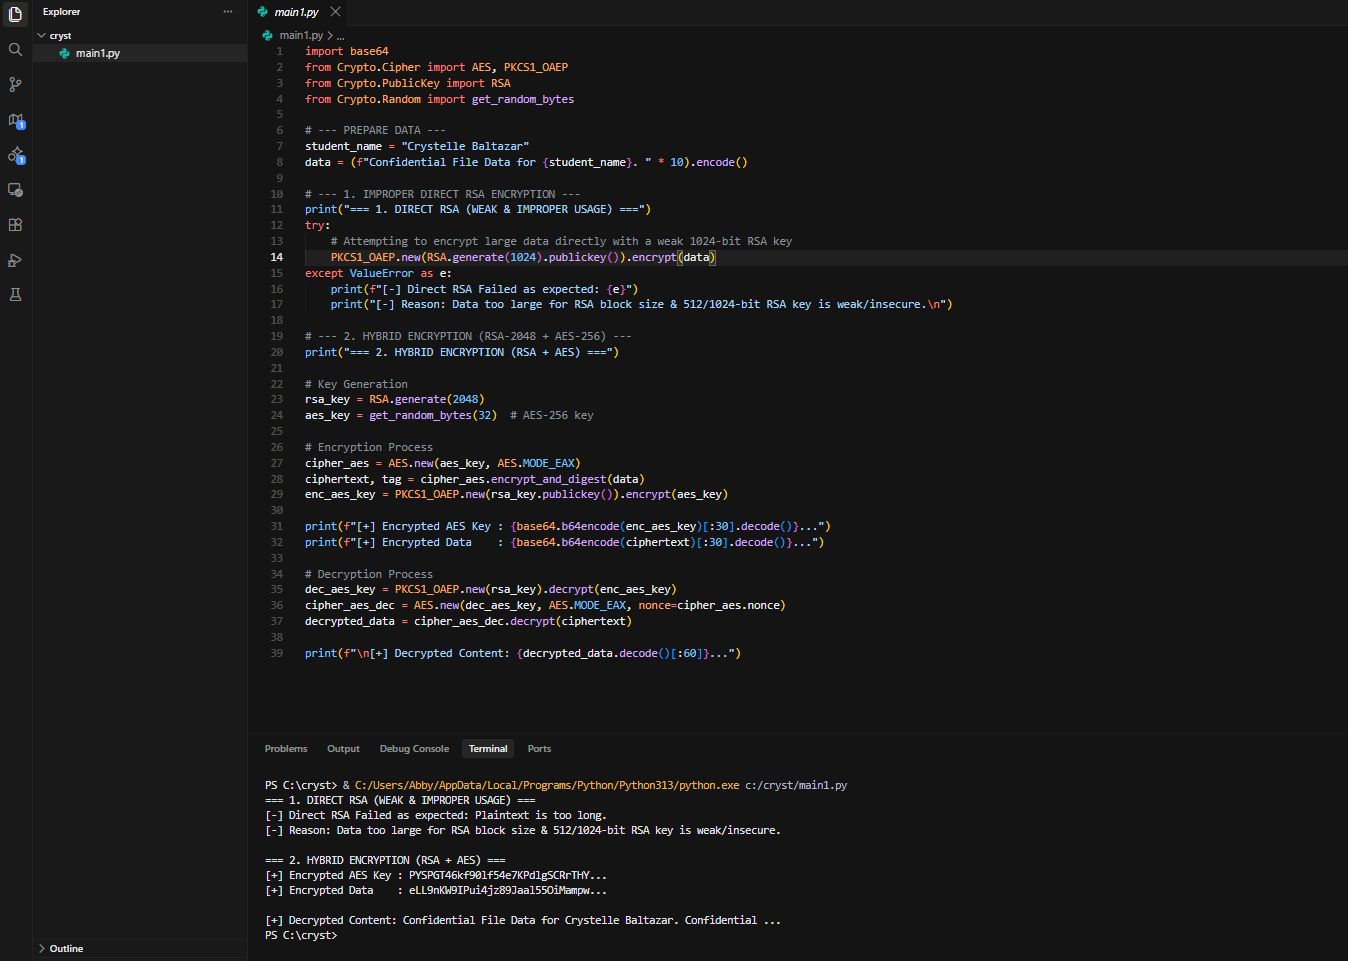 Explorer
...
cryst
main1.py
1
1
Outline
main1.py
main1.py > ...
1 import base64
2 from Crypto.Cipher import AES, PKCS1_OAEP
3 from Crypto.PublicKey import RSA
4 from Crypto.Random import get_random_bytes
5
6 # --- PREPARE DATA ---
7 student_name = "Crystelle Baltazar"
8 data = (f"Confidential File Data for {student_name}. " * 10).encode()
9
10 # --- 1. IMPROPER DIRECT RSA ENCRYPTION ---
11 print("=== 1. DIRECT RSA (WEAK & IMPROPER USAGE) ===")
12 try:
13     # Attempting to encrypt large data directly with a weak 1024-bit RSA key
14     PKCS1_OAEP.new(RSA.generate(1024).publickey()).encrypt(data)
15 except ValueError as e:
16     print(f"[-] Direct RSA Failed as expected: {e}")
17     print("[-] Reason: Data too large for RSA block size & 512/1024-bit RSA key is weak/insecure.\n")
18
19 # --- 2. HYBRID ENCRYPTION (RSA-2048 + AES-256) ---
20 print("=== 2. HYBRID ENCRYPTION (RSA + AES) ===")
21
22 # Key Generation
23 rsa_key = RSA.generate(2048)
24 aes_key = get_random_bytes(32)  # AES-256 key
25
26 # Encryption Process
27 cipher_aes = AES.new(aes_key, AES.MODE_EAX)
28 ciphertext, tag = cipher_aes.encrypt_and_digest(data)
29 enc_aes_key = PKCS1_OAEP.new(rsa_key.publickey()).encrypt(aes_key)
30
31 print(f"[+] Encrypted AES Key : {base64.b64encode(enc_aes_key)[:30].decode()}...")
32 print(f"[+] Encrypted Data    : {base64.b64encode(ciphertext)[:30].decode()}...")
33
34 # Decryption Process
35 dec_aes_key = PKCS1_OAEP.new(rsa_key).decrypt(enc_aes_key)
36 cipher_aes_dec = AES.new(dec_aes_key, AES.MODE_EAX, nonce=cipher_aes.nonce)
37 decrypted_data = cipher_aes_dec.decrypt(ciphertext)
38
39 print(f"\n[+] Decrypted Content: {decrypted_data.decode()[:60]}...")
Problems Output Debug Console Terminal Ports
PS C:\cryst> & C:/Users/Abby/AppData/Local/Programs/Python/Python313/python.exe c:/cryst/main1.py
=== 1. DIRECT RSA (WEAK & IMPROPER USAGE) ===
[-] Direct RSA Failed as expected: Plaintext is too long.
[-] Reason: Data too large for RSA block size & 512/1024-bit RSA key is weak/insecure.
=== 2. HYBRID ENCRYPTION (RSA + AES) ===
[+] Encrypted AES Key : PYSPGT46kf90lf54e7KPdlgSCRrTHY...
[+] Encrypted Data    : eLL9nKW9IPui4jz89Jaal55OiMampw...
[+] Decrypted Content: Confidential File Data for Crystelle Baltazar. Confidential ...
PS C:\cryst>